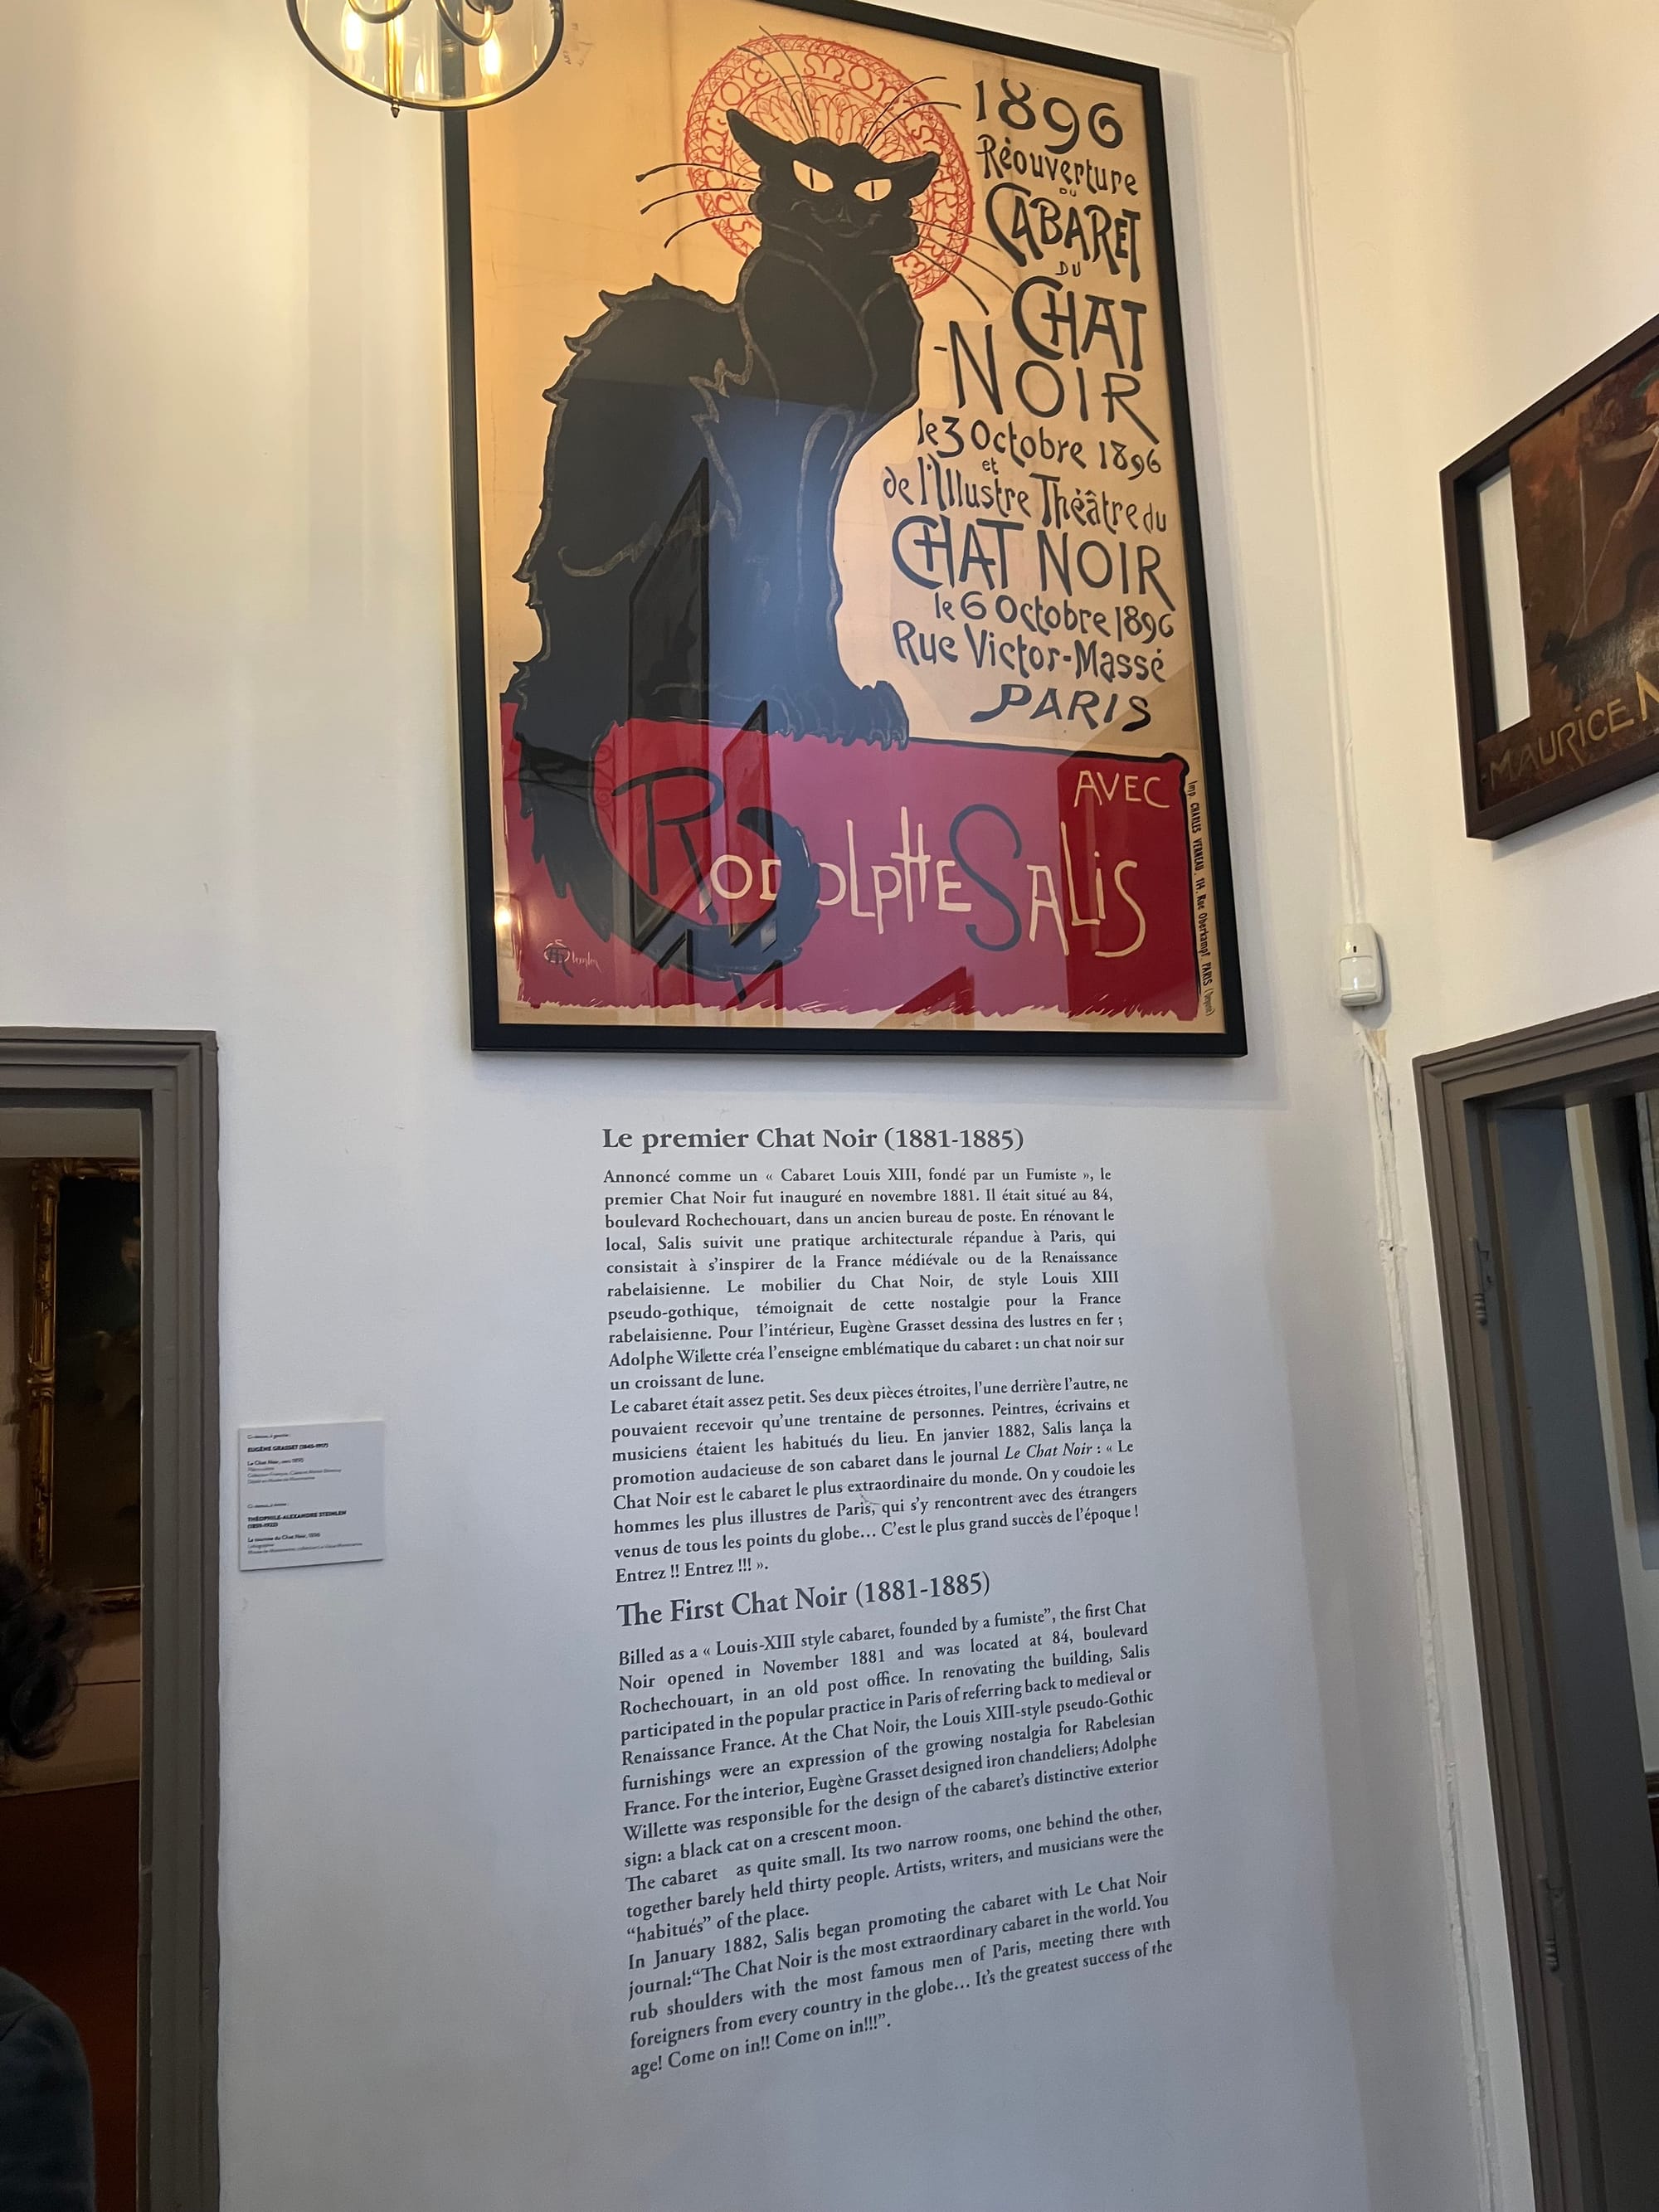 1896
Réouverture
DU
CABARET
DU
CHAT
-NOIR
le 3 Octobre 1896
et
de l'Illustre Théâtre du
CHAT NOIR
le 6 Octobre 1896
Rue Victor-Massé
PARIS
AVEC
RODOLPHE SALIS
Imp. CHARLES VERNEAU, 114, Rue Oberkampf, PARIS
MAURICE
Le premier Chat Noir (1881-1885)
Annoncé comme un « Cabaret Louis XIII, fondé par un Fumiste », le
premier Chat Noir fut inauguré en novembre 1881. Il était situé au 84,
boulevard Rochechouart, dans un ancien bureau de poste. En rénovant le
local, Salis suivit une pratique architecturale répandue à Paris, qui
consistait à s'inspirer de la France médiévale ou de la Renaissance
rabelaisienne. Le mobilier du Chat Noir, de style Louis XIII
pseudo-gothique, témoignait de cette nostalgie pour la France
rabelaisienne. Pour l'intérieur, Eugène Grasset dessina des lustres en fer ;
Adolphe Willette créa l'enseigne emblématique du cabaret : un chat noir sur
un croissant de lune.
Le cabaret était assez petit. Ses deux pièces étroites, l'une derrière l'autre, ne
pouvaient recevoir qu'une trentaine de personnes. Peintres, écrivains et
musiciens étaient les habitués du lieu. En janvier 1882, Salis lança la
promotion audacieuse de son cabaret dans le journal Le Chat Noir : « Le
Chat Noir est le cabaret le plus extraordinaire du monde. On y coudoie les
hommes les plus illustres de Paris, qui s'y rencontrent avec des étrangers
venus de tous les points du globe... C'est le plus grand succès de l'époque !
Entrez !! Entrez !!! ».
The First Chat Noir (1881-1885)
Billed as a « Louis-XIII style cabaret, founded by a fumiste", the first Chat
Noir opened in November 1881 and was located at 84, boulevard
Rochechouart, in an old post office. In renovating the building, Salis
participated in the popular practice in Paris of referring back to medieval or
Renaissance France. At the Chat Noir, the Louis XIII-style pseudo-Gothic
furnishings were an expression of the growing nostalgia for Rabelesian
France. For the interior, Eugène Grasset designed iron chandeliers; Adolphe
Willette was responsible for the design of the cabaret's distinctive exterior
sign: a black cat on a crescent moon.
The cabaret as quite small. Its two narrow rooms, one behind the other,
together barely held thirty people. Artists, writers, and musicians were the
"habitués" of the place.
In January 1882, Salis began promoting the cabaret with Le Chat Noir
journal:"The Chat Noir is the most extraordinary cabaret in the world. You
rub shoulders with the most famous men of Paris, meeting there with
foreigners from every country in the globe... It's the greatest success of the
age! Come on in!! Come on in!!!".
EUGÈNE GRASSET (1845-1917)
THÉOPHILE-ALEXANDRE STEINLEN
(1859-1923)